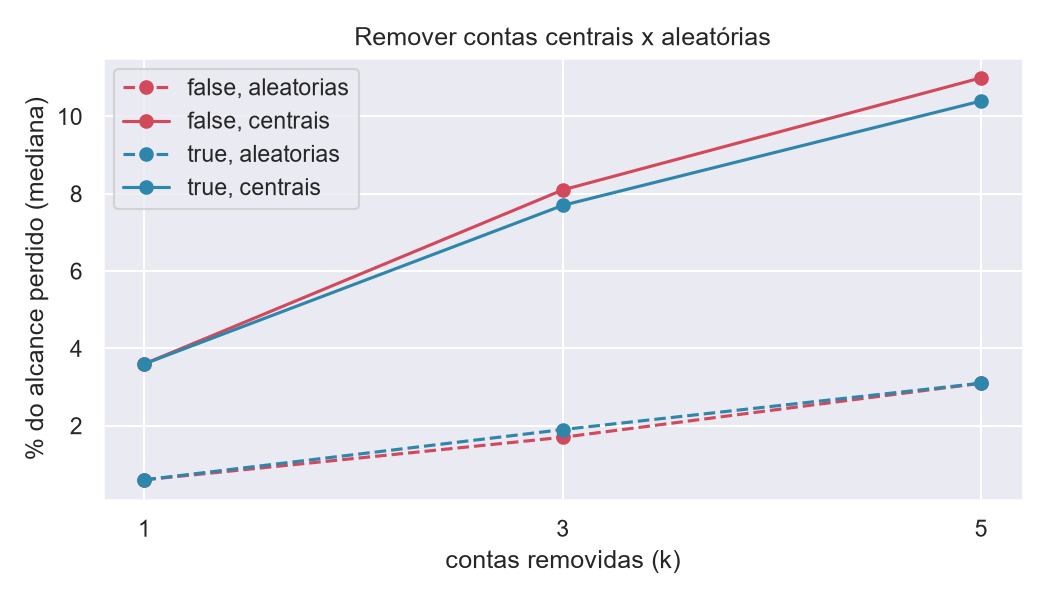 Remover contas centrais x aleatórias
false, aleatorias
false, centrais
true, aleatorias
true, centrais
% do alcance perdido (mediana)
10
8
6
4
2
1 3 5
contas removidas (k)